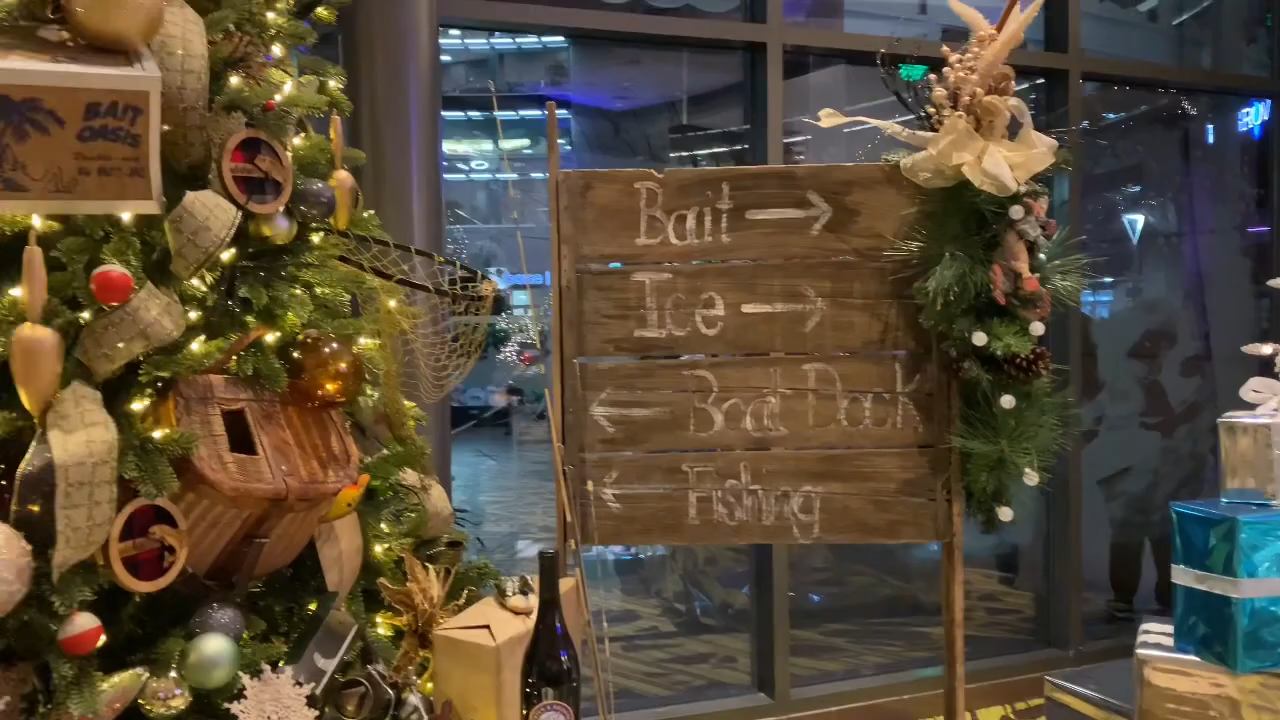 BAIT
OASIS
Bait →
Ice →
← Boat Dock
← Fishing